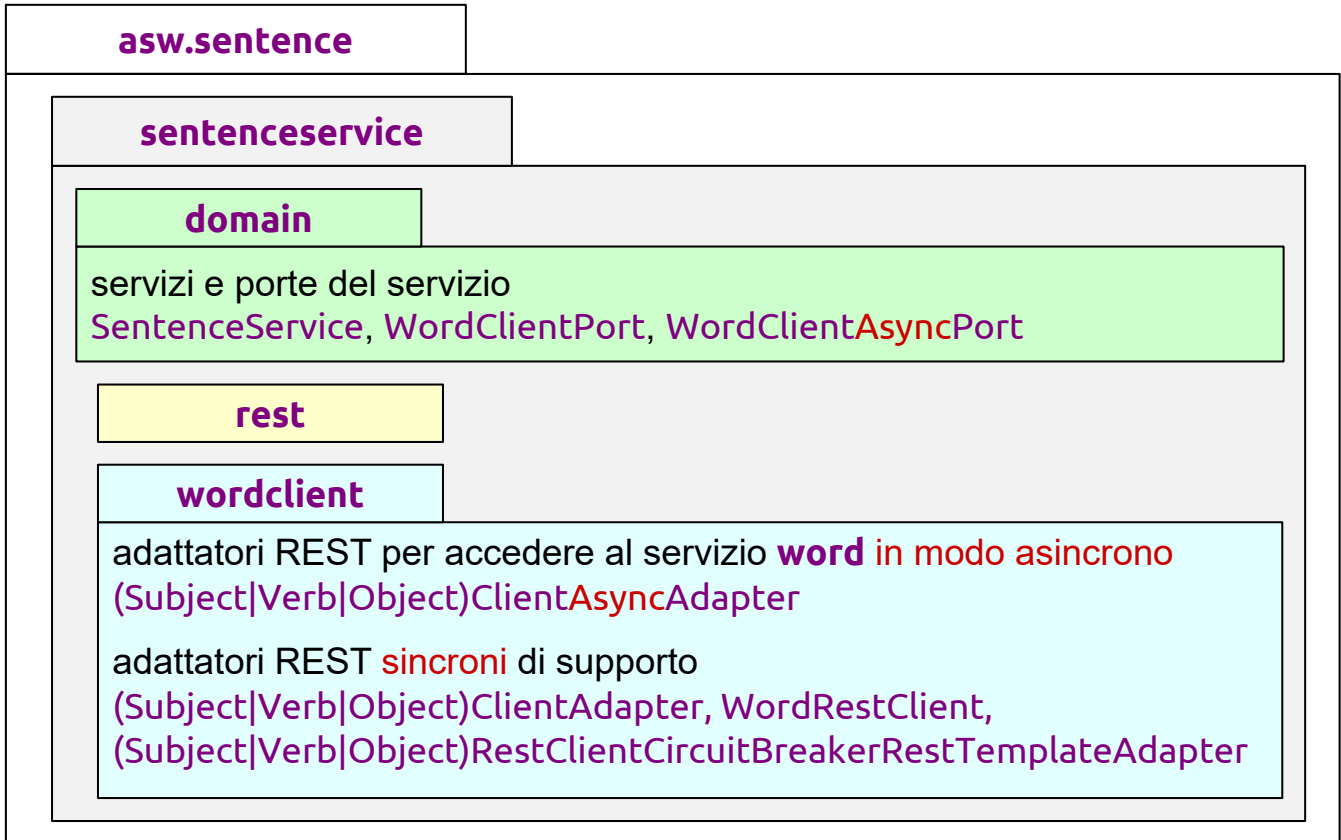 asw.sentence
sentenceservice
domain
servizi e porte del servizio
SentenceService, WordClientPort, WordClientAsyncPort
rest
wordclient
adattatori REST per accedere al servizio word in modo asincrono
(Subject|Verb|Object)ClientAsyncAdapter
adattatori REST sincroni di supporto
(Subject|Verb|Object)ClientAdapter, WordRestClient,
(Subject|Verb|Object)RestClientCircuitBreakerRestTemplateAdapter